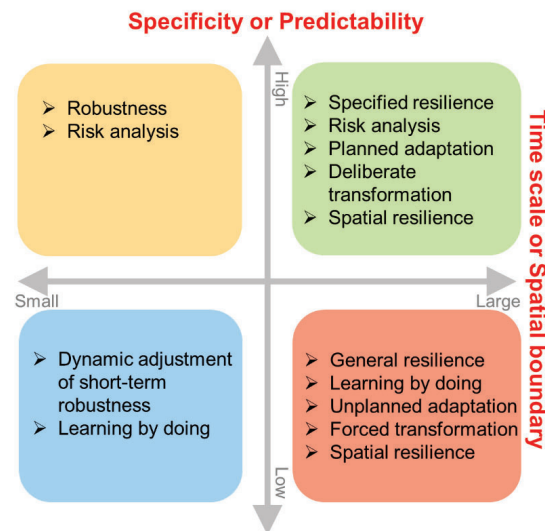 Specificity or Predictability
High
➢ Robustness
➢ Risk analysis
➢ Specified resilience
➢ Risk analysis
➢ Planned adaptation
➢ Deliberate
transformation
➢ Spatial resilience
Time scale or Spatial boundary
Small
Large
➢ Dynamic adjustment
of short-term
robustness
➢ Learning by doing
➢ General resilience
➢ Learning by doing
➢ Unplanned adaptation
➢ Forced transformation
➢ Spatial resilience
Low